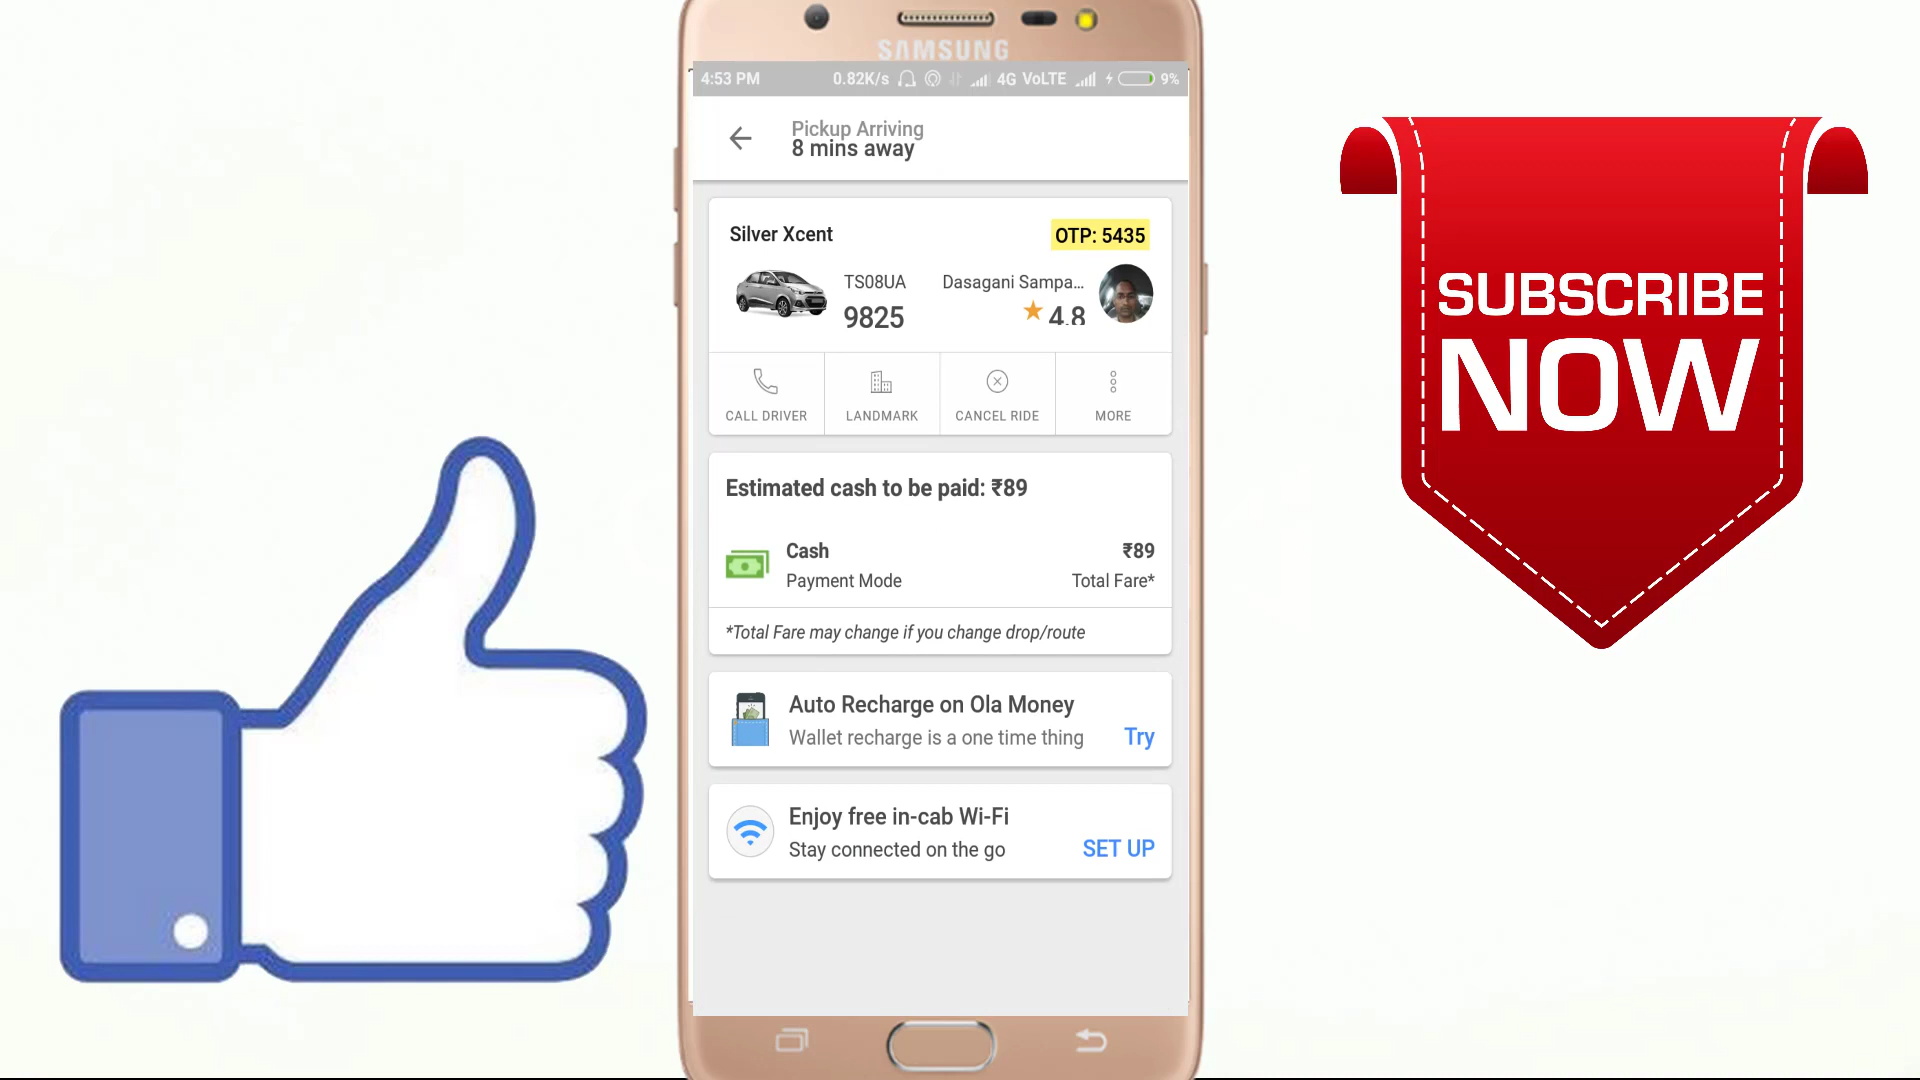 SAMSUNG
4:53 PM 0.82K/s 4G VoLTE 9%
Pickup Arriving
8 mins away
Silver Xcent OTP: 5435
TS08UA Dasagani Sampa...
9825 4.8
CALL DRIVER LANDMARK CANCEL RIDE MORE
Estimated cash to be paid: ₹89
Cash ₹89
Payment Mode Total Fare*
*Total Fare may change if you change drop/route
Auto Recharge on Ola Money
Wallet recharge is a one time thing Try
Enjoy free in-cab Wi-Fi
Stay connected on the go SET UP
SUBSCRIBE
NOW